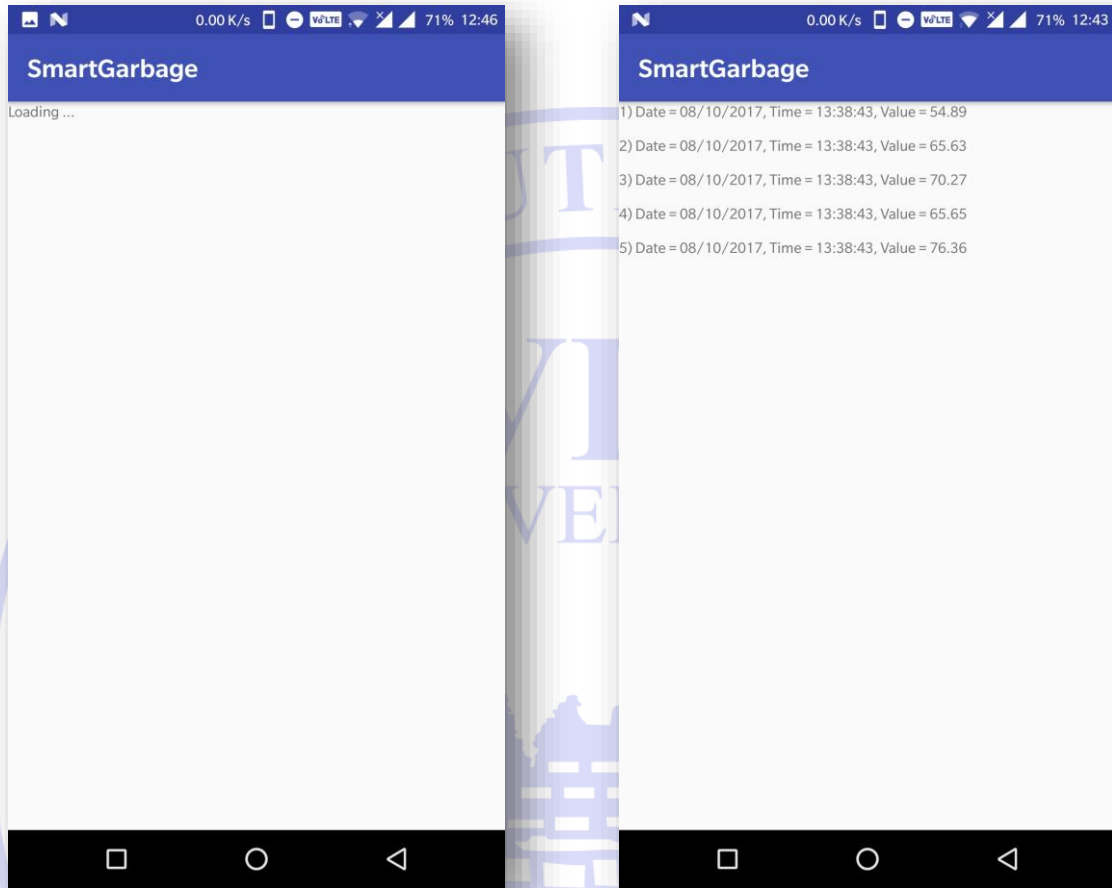 0.00 K/s VoLTE 71% 12:46
SmartGarbage
Loading ...
0.00 K/s VoLTE 71% 12:43
SmartGarbage
1) Date = 08/10/2017, Time = 13:38:43, Value = 54.89
2) Date = 08/10/2017, Time = 13:38:43, Value = 65.63
3) Date = 08/10/2017, Time = 13:38:43, Value = 70.27
4) Date = 08/10/2017, Time = 13:38:43, Value = 65.65
5) Date = 08/10/2017, Time = 13:38:43, Value = 76.36